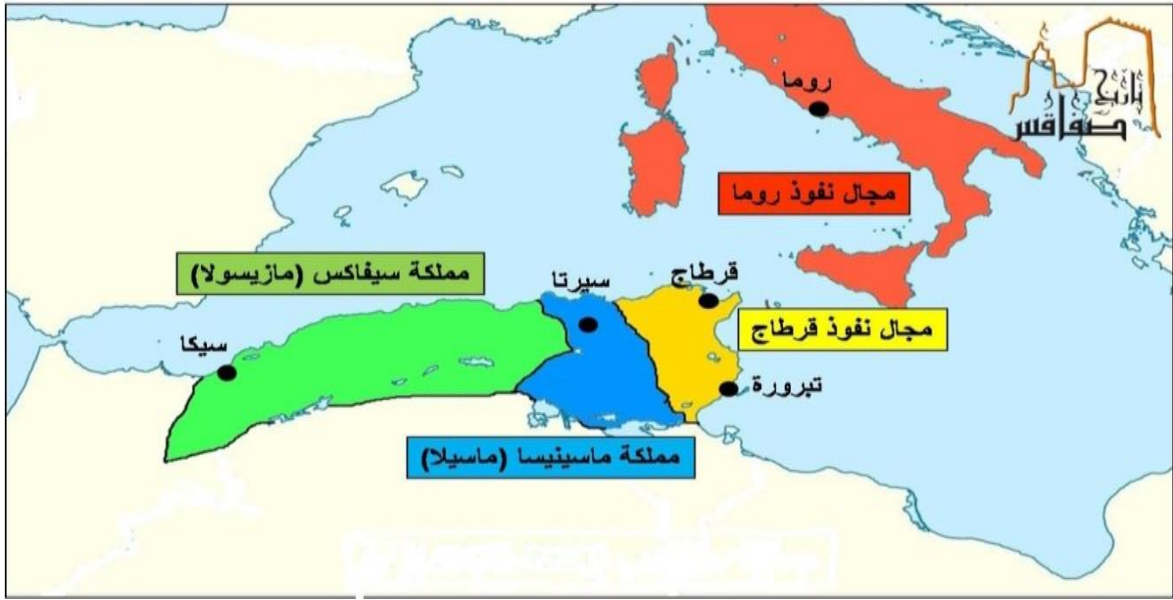 تاريخ
صفاقس
روما
مجال نفوذ روما
مملكة سيفاكس (مازيسولا)
سيرتا
قرطاج
مجال نفوذ قرطاج
سيكا
تبرورة
مملكة ماسينيسا (ماسيلا)